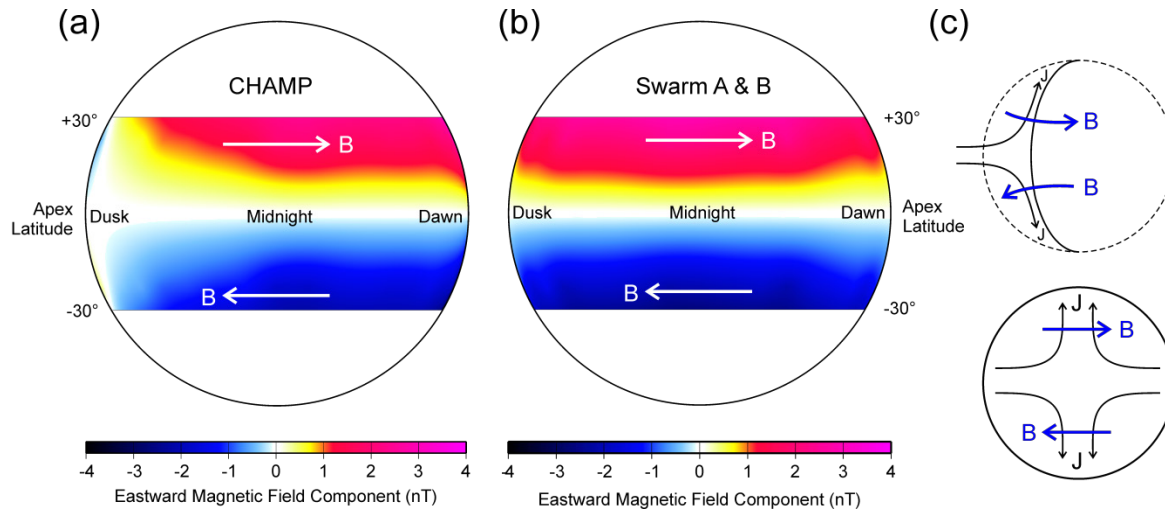 (a)
CHAMP
+30°
B
Apex
Latitude
Dusk
Midnight
Dawn
B
-30°
-4 -3 -2 -1 0 1 2 3 4
Eastward Magnetic Field Component (nT)
(b)
Swarm A & B
+30°
B
Dusk
Midnight
Dawn
Apex
Latitude
B
-30°
-4 -3 -2 -1 0 1 2 3 4
Eastward Magnetic Field Component (nT)
(c)
J
B
B
J
J
B
B
J